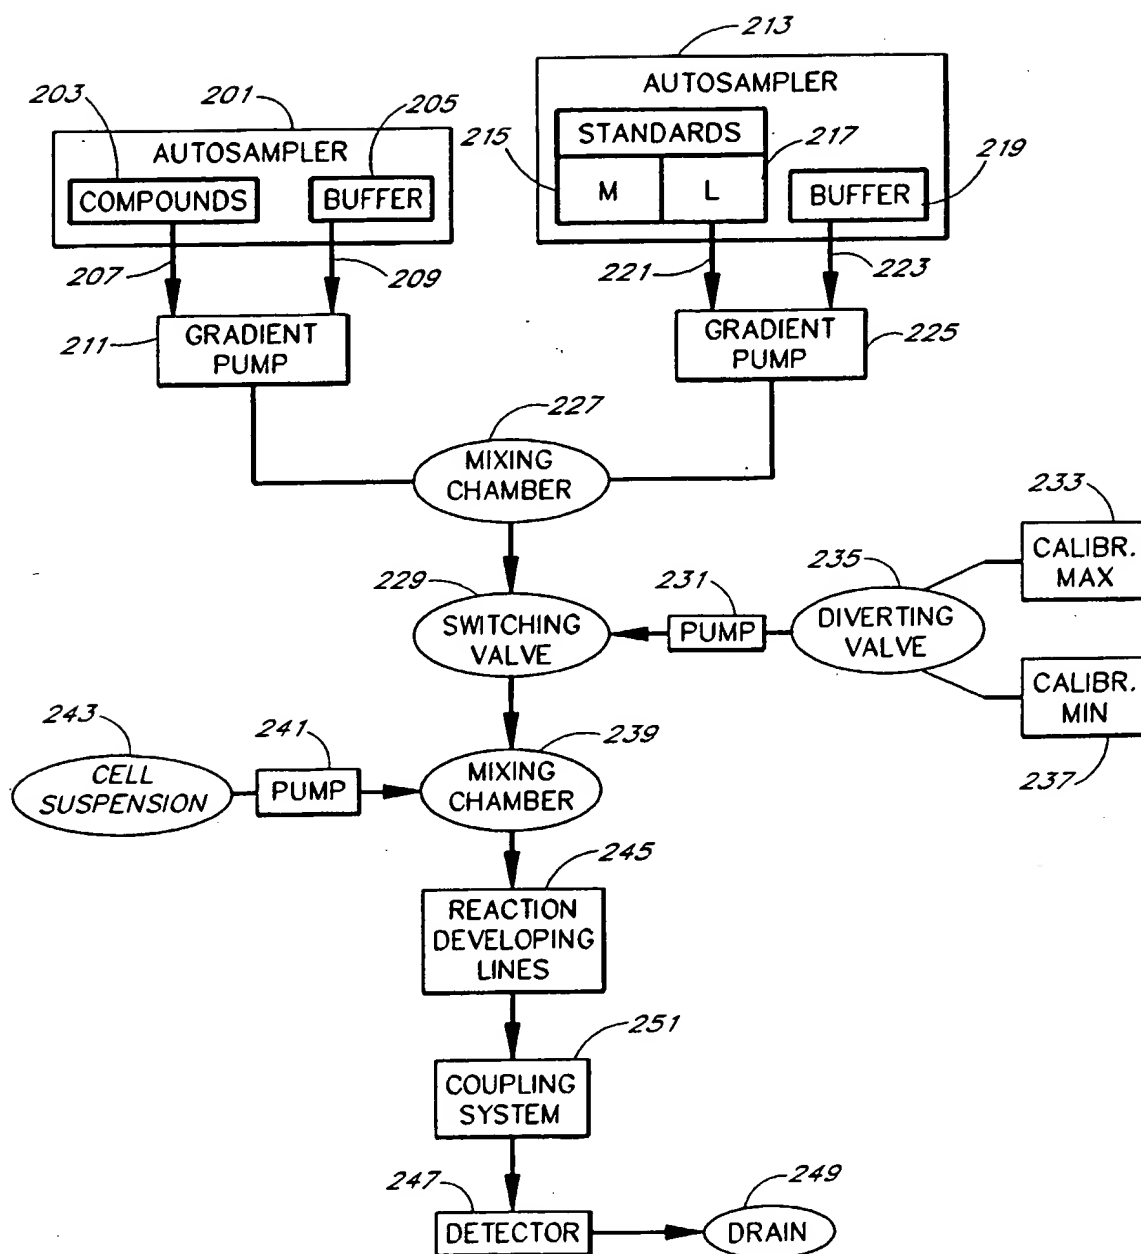 213
AUTOSAMPLER
203
201
205
AUTOSAMPLER
COMPOUNDS
BUFFER
215
STANDARDS
217
M
L
219
BUFFER
207
209
221
223
211
GRADIENT
PUMP
GRADIENT
PUMP
225
227
MIXING
CHAMBER
233
CALIBR.
MAX
229
231
235
SWITCHING
VALVE
PUMP
DIVERTING
VALVE
CALIBR.
MIN
237
243
241
239
CELL
SUSPENSION
PUMP
MIXING
CHAMBER
245
REACTION
DEVELOPING
LINES
251
COUPLING
SYSTEM
247
249
DETECTOR
DRAIN